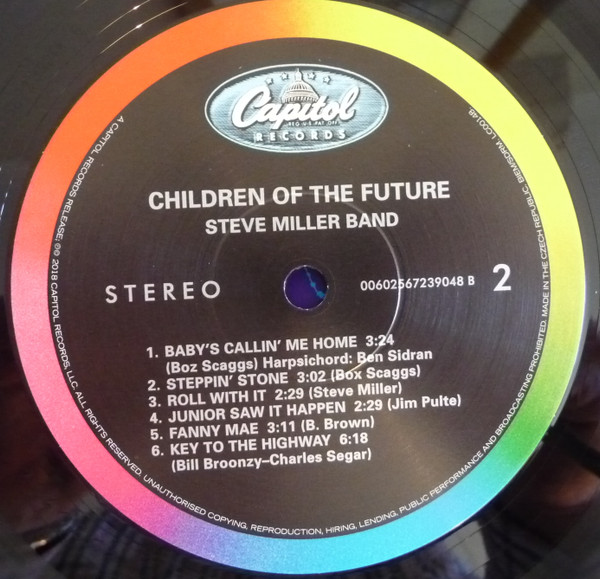 Capitol
REG. U.S. PAT. OFF.
RECORDS
CHILDREN OF THE FUTURE
STEVE MILLER BAND
STEREO
00602567239048 B 2
1. BABY'S CALLIN' ME HOME 3:24
(Boz Scaggs) Harpsichord: Ben Sidran
2. STEPPIN' STONE 3:02 (Box Scaggs)
3. ROLL WITH IT 2:29 (Steve Miller)
4. JUNIOR SAW IT HAPPEN 2:29 (Jim Pulte)
5. FANNY MAE 3:11 (B. Brown)
6. KEY TO THE HIGHWAY 6:18
(Bill Broonzy–Charles Segar)
A CAPITOL RECORDS RELEASE; ℗© 2018 CAPITOL RECORDS, LLC. ALL RIGHTS RESERVED. UNAUTHORISED COPYING, REPRODUCTION, HIRING, LENDING, PUBLIC PERFORMANCE AND BROADCASTING PROHIBITED. MADE IN THE CZECH REPUBLIC. BIEM/SDRM. LC00148